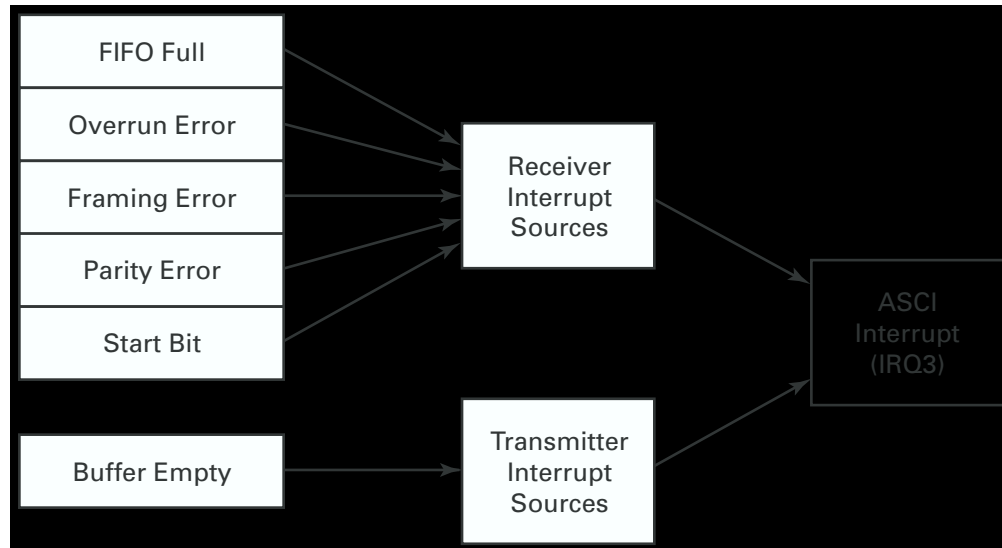 FIFO Full
Overrun Error
Framing Error
Parity Error
Start Bit
Buffer Empty
Receiver
Interrupt
Sources
Transmitter
Interrupt
Sources
ASCI
Interrupt
(IRQ3)